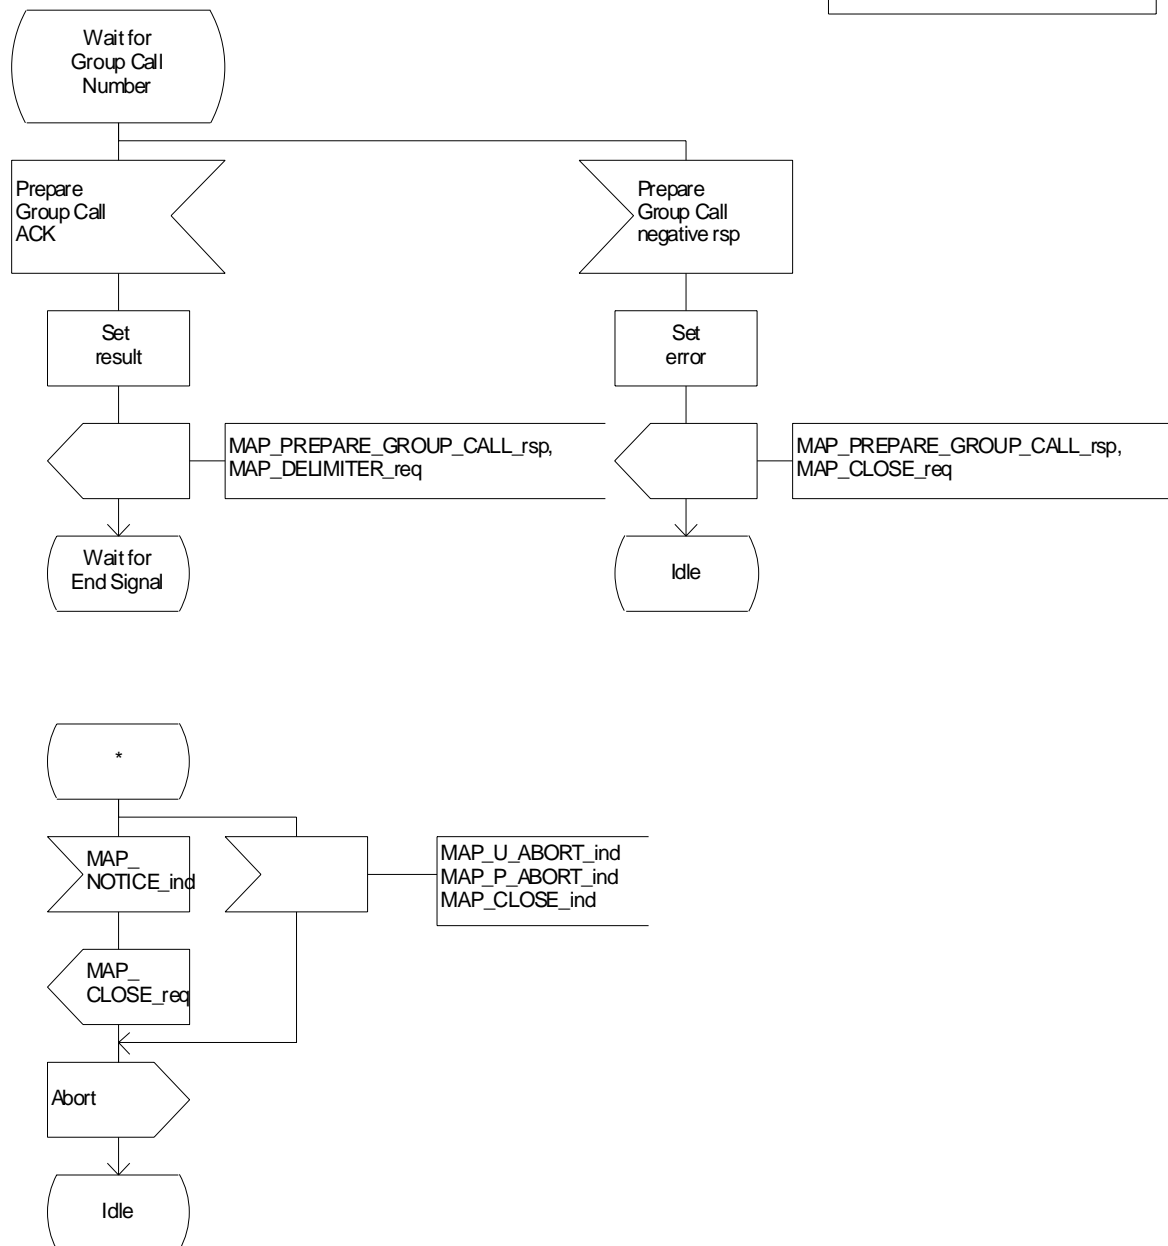 Wait for
Group Call
Number
Prepare
Group Call
ACK
Prepare
Group Call
negative rsp
Set
result
Set
error
MAP_PREPARE_GROUP_CALL_rsp,
MAP_DELIMITER_req
MAP_PREPARE_GROUP_CALL_rsp,
MAP_CLOSE_req
Wait for
End Signal
Idle
*
MAP_
NOTICE_ind
MAP_U_ABORT_ind
MAP_P_ABORT_ind
MAP_CLOSE_ind
MAP_
CLOSE_req
Abort
Idle